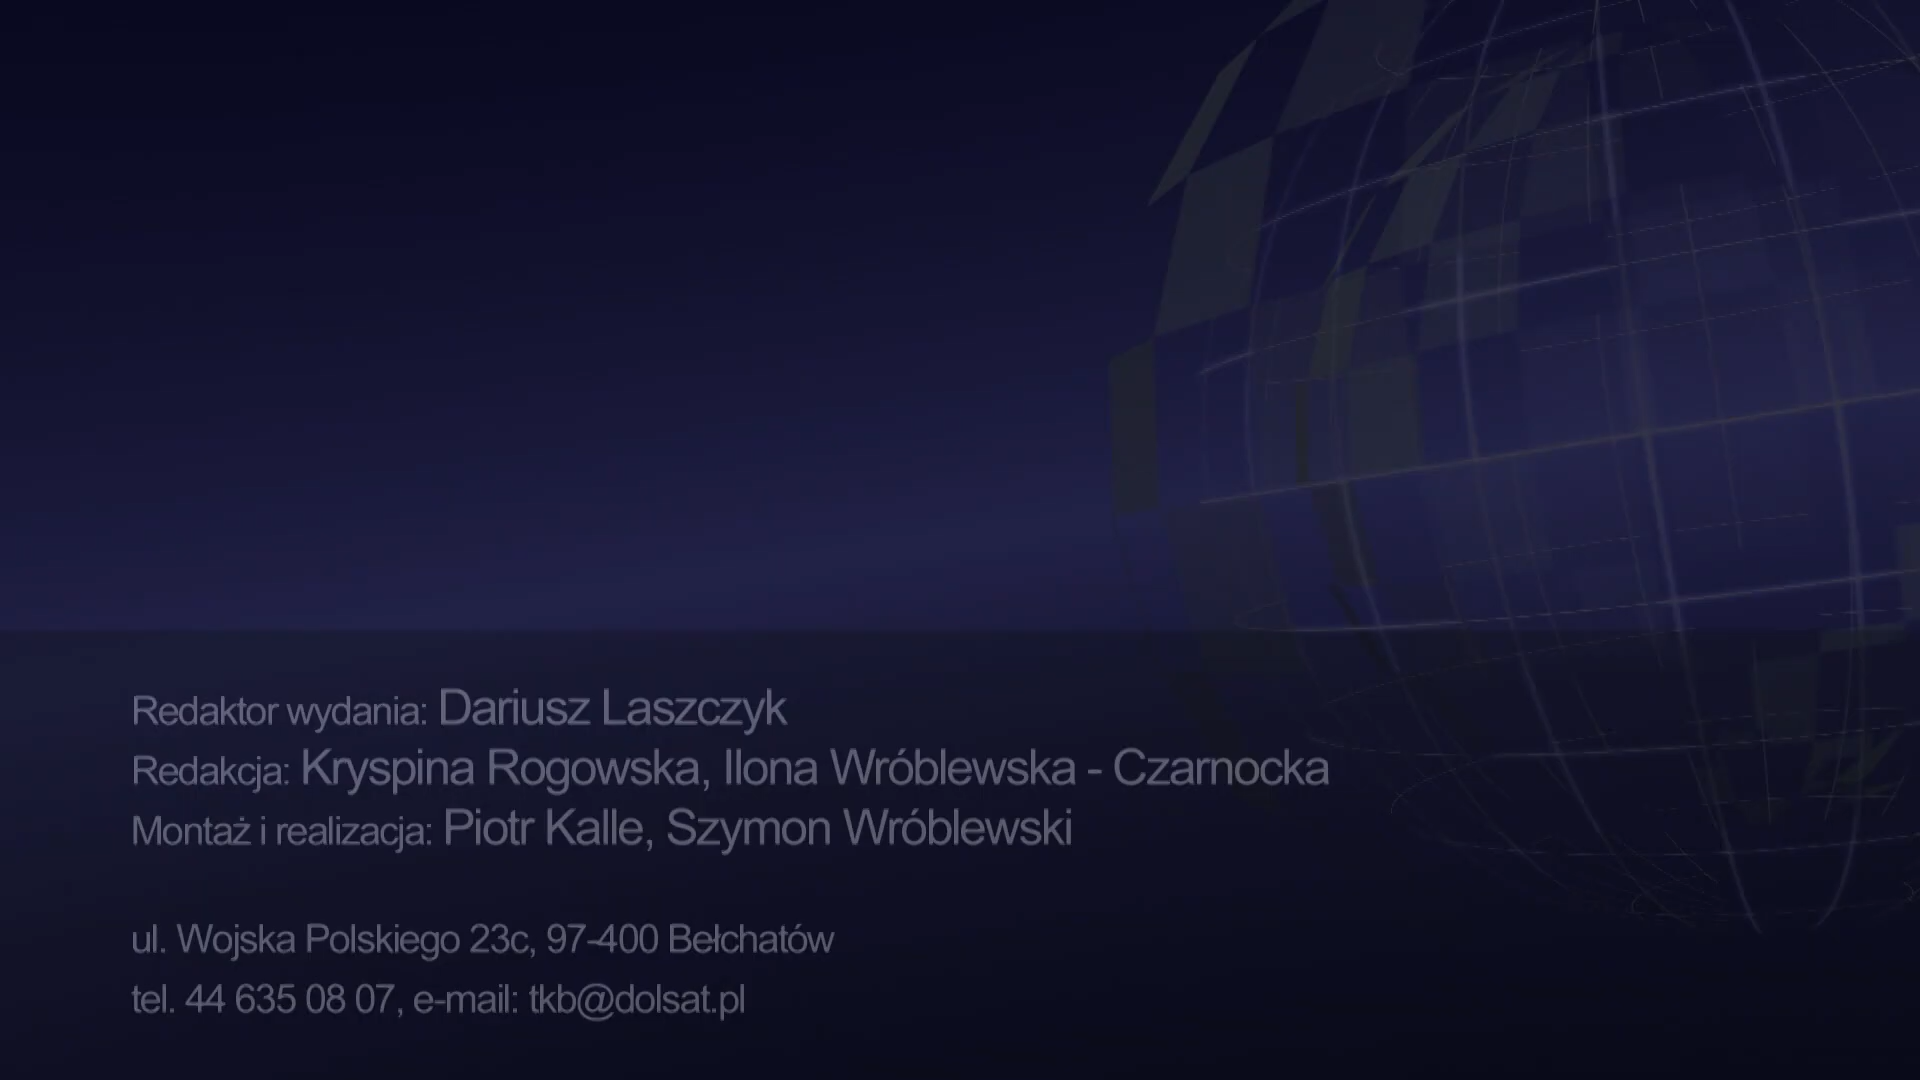 Redaktor wydania: Dariusz Laszczyk
Redakcja: Kryspina Rogowska, Ilona Wróblewska - Czarnocka
Montaż i realizacja: Piotr Kalle, Szymon Wróblewski
ul. Wojska Polskiego 23c, 97-400 Bełchatów
tel. 44 635 08 07, e-mail: tkb@dolsat.pl